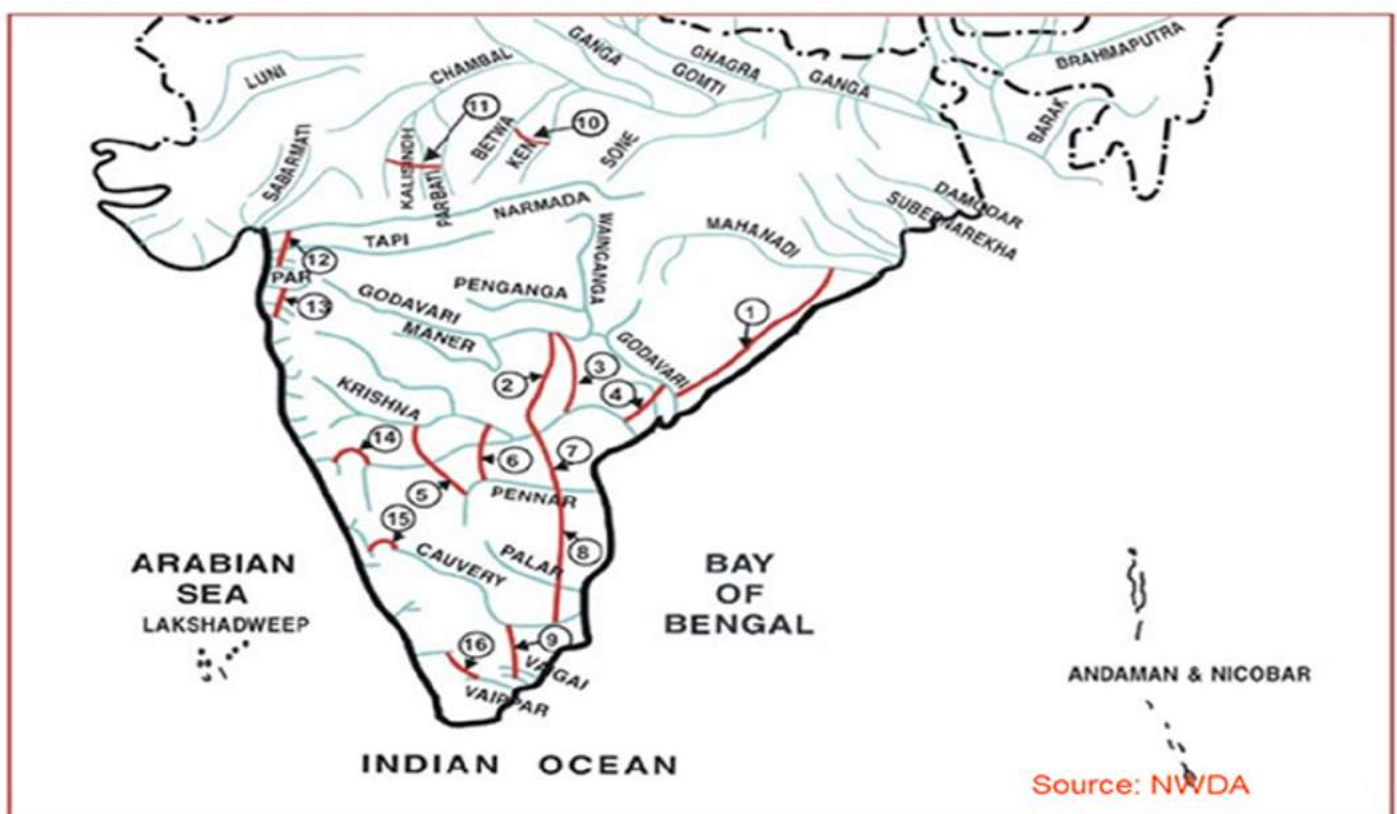 LUNI
CHAMBAL
GANGA
GHAGRA
GOMTI
GANGA
BRAHMAPUTRA
BARAK
11
10
BETWA
KEN
SONE
SABARMATI
KALISINDH
PARBATI
NARMADA
DAMODAR
SUBERNAREKHA
MAHANADI
WAINGANGA
TAPI
12
PAR
13
GODAVARI
PENGANGA
MANER
1
GODAVARI
2
3
4
KRISHNA
14
6
7
5
PENNAR
15
8
CAUVERY
PALAR
ARABIAN
SEA
LAKSHADWEEP
BAY
OF
BENGAL
16
9
VAIGAI
VAIPPAR
ANDAMAN & NICOBAR
INDIAN OCEAN
Source: NWDA